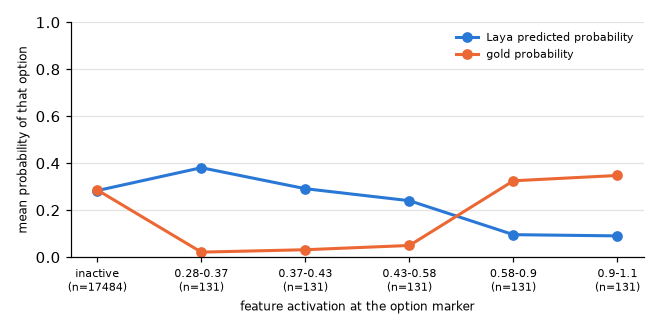 mean probability of that option
1.0
0.8
0.6
0.4
0.2
0.0
Laya predicted probability
gold probability
inactive
(n=17484)
0.28-0.37
(n=131)
0.37-0.43
(n=131)
0.43-0.58
(n=131)
0.58-0.9
(n=131)
0.9-1.1
(n=131)
feature activation at the option marker